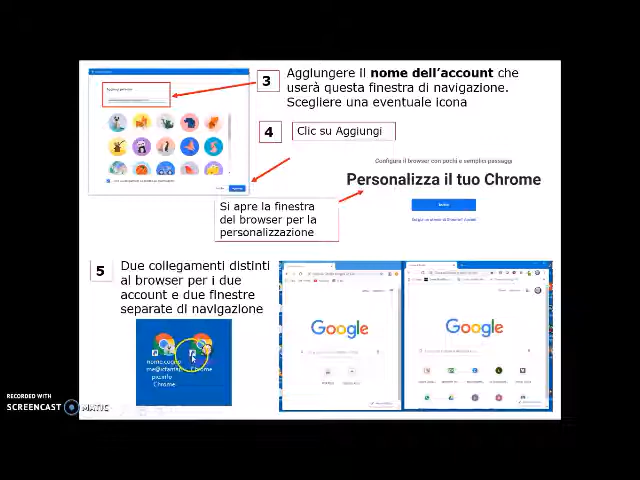 3
Aggiungere il nome dell'account che
userà questa finestra di navigazione.
Scegliere una eventuale icona
4
Clic su Aggiungi
Configura il browser con pochi e semplici passaggi
Personalizza il tuo Chrome
Si apre la finestra
del browser per la
personalizzazione
5
Due collegamenti distinti
al browser per i due
account e due finestre
separate di navigazione
Google
Google
Chrome
Chrome
RECORDED WITH
SCREENCAST MATIC